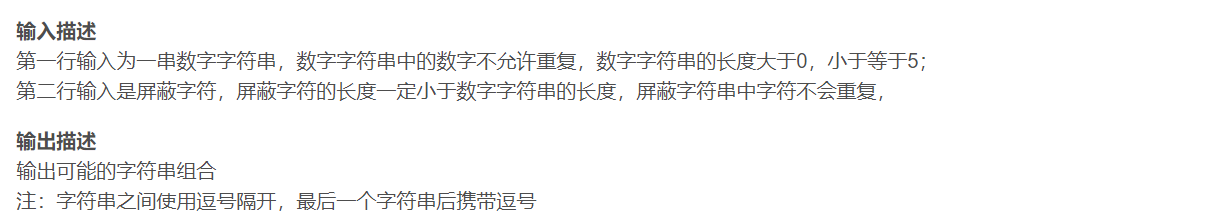 输入描述
第一行输入为一串数字字符串，数字字符串中的数字不允许重复，数字字符串的长度大于0，小于等于5；
第二行输入是屏蔽字符，屏蔽字符的长度一定小于数字字符串的长度，屏蔽字符串中字符不会重复，
输出描述
输出可能的字符串组合
注：字符串之间使用逗号隔开，最后一个字符串后携带逗号